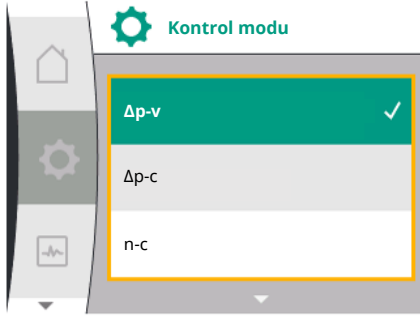 Kontrol modu
Δp-v
Δp-c
n-c